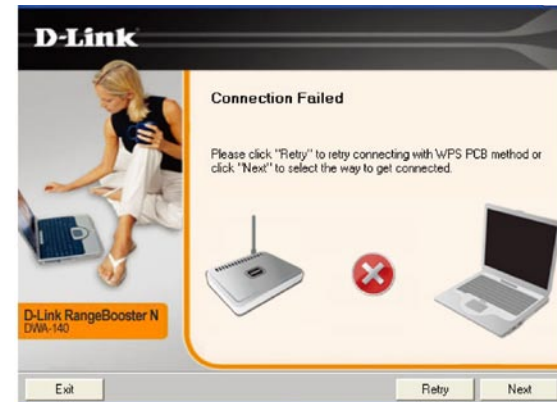 D-Link
Connection Failed
Please click "Retry" to retry connecting with WPS PCB method or
click "Next" to select the way to get connected.
D-Link RangeBooster N
DWA-140
Exit
Retry
Next